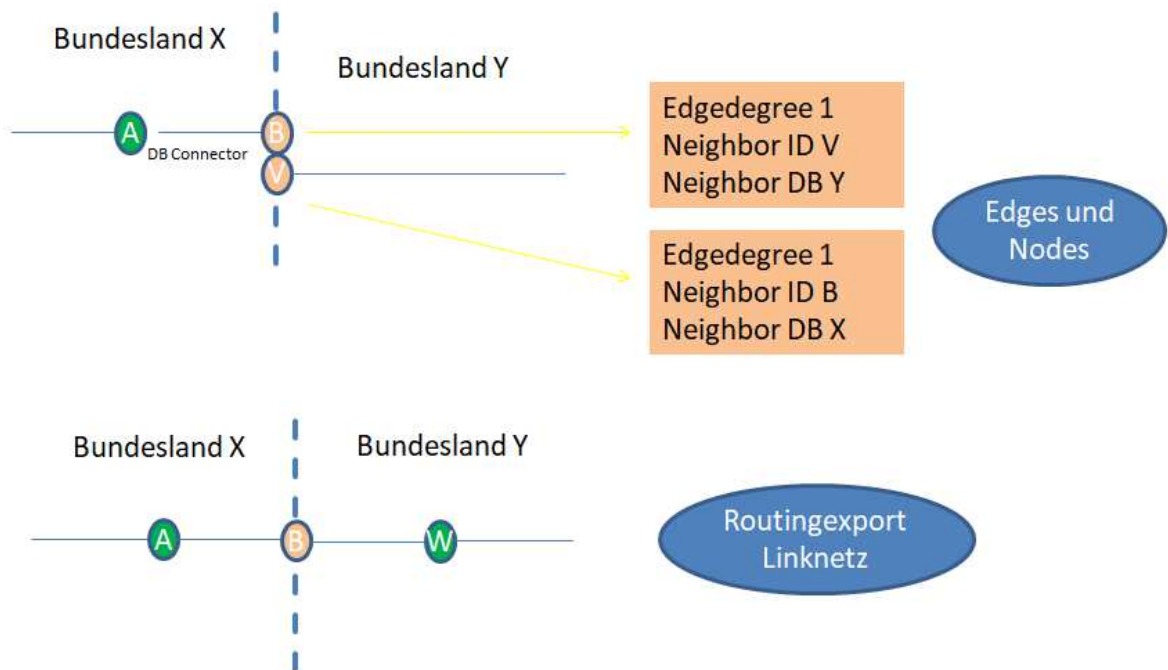 Bundesland X
Bundesland Y
A
DB Connector
B
V
Edgedegree 1
Neighbor ID V
Neighbor DB Y
Edgedegree 1
Neighbor ID B
Neighbor DB X
Edges und
Nodes
Bundesland X
Bundesland Y
A
B
W
Routingexport
Linknetz